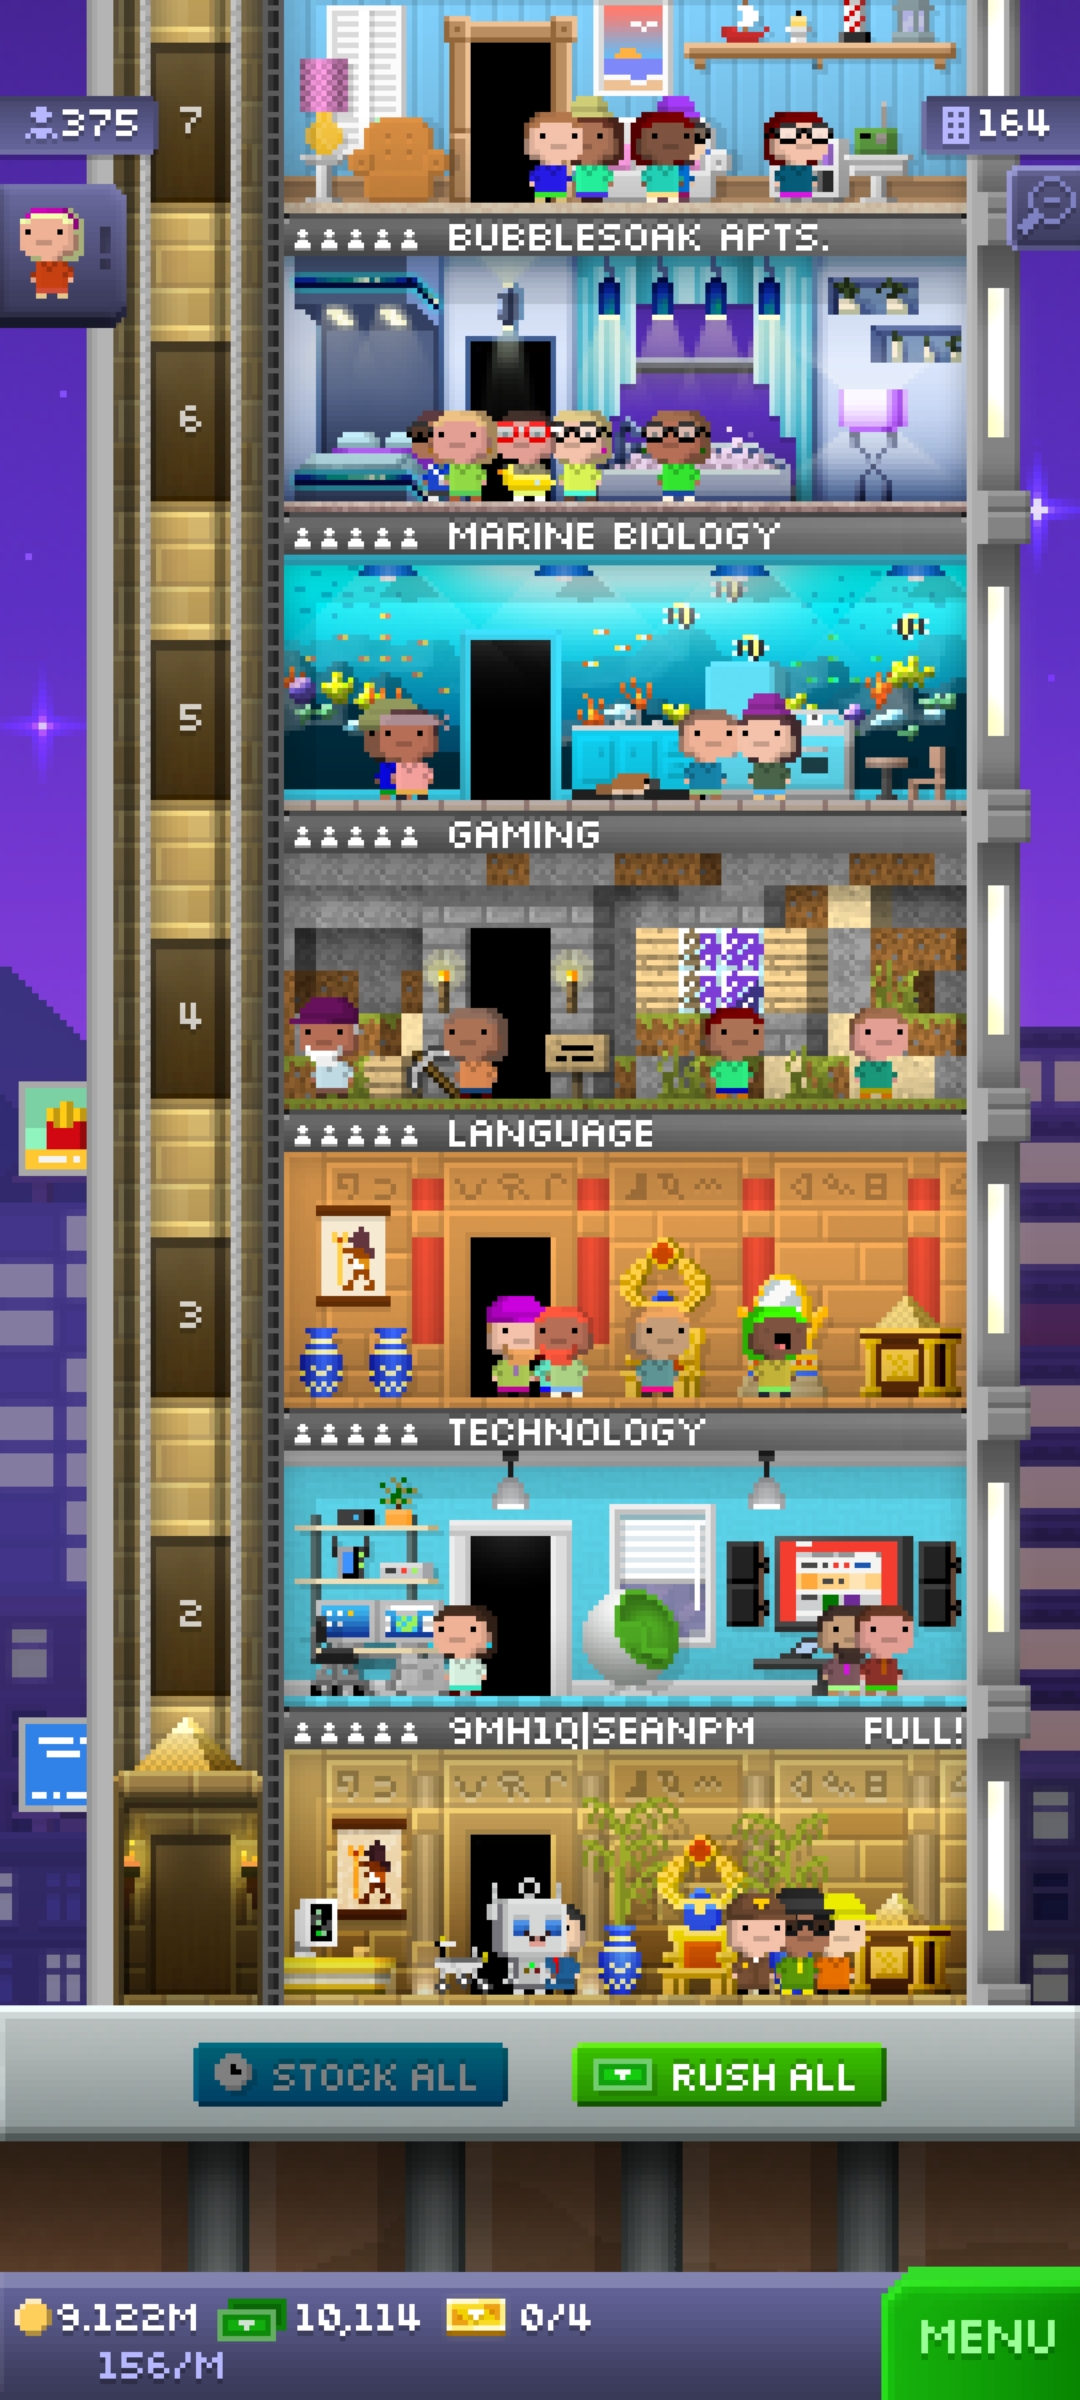 7
375
164
BUBBLESOAK APTS.
6
MARINE BIOLOGY
5
GAMING
4
LANGUAGE
3
TECHNOLOGY
2
9MH1Q|SEANPM FULL!
STOCK ALL
RUSH ALL
9.122M 10,114 0/4
156/M
MENU